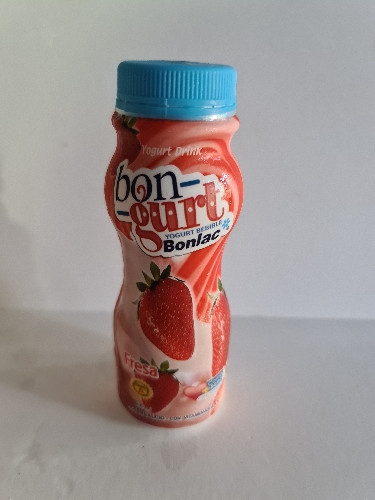 Yogurt Drink
bon-
-gurt
YOGURT BEBIBLE
Bonlac
Fresa